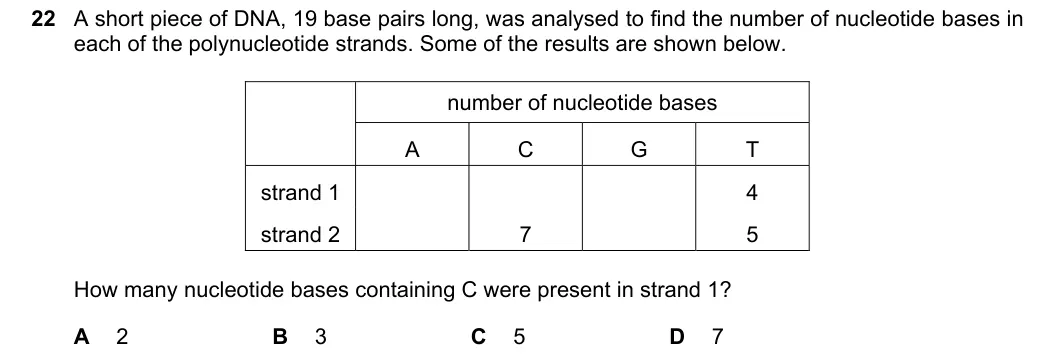 22 A short piece of DNA, 19 base pairs long, was analysed to find the number of nucleotide bases in
each of the polynucleotide strands. Some of the results are shown below.
number of nucleotide bases
A C G T
strand 1 4
strand 2 7 5
How many nucleotide bases containing C were present in strand 1?
A 2 B 3 C 5 D 7